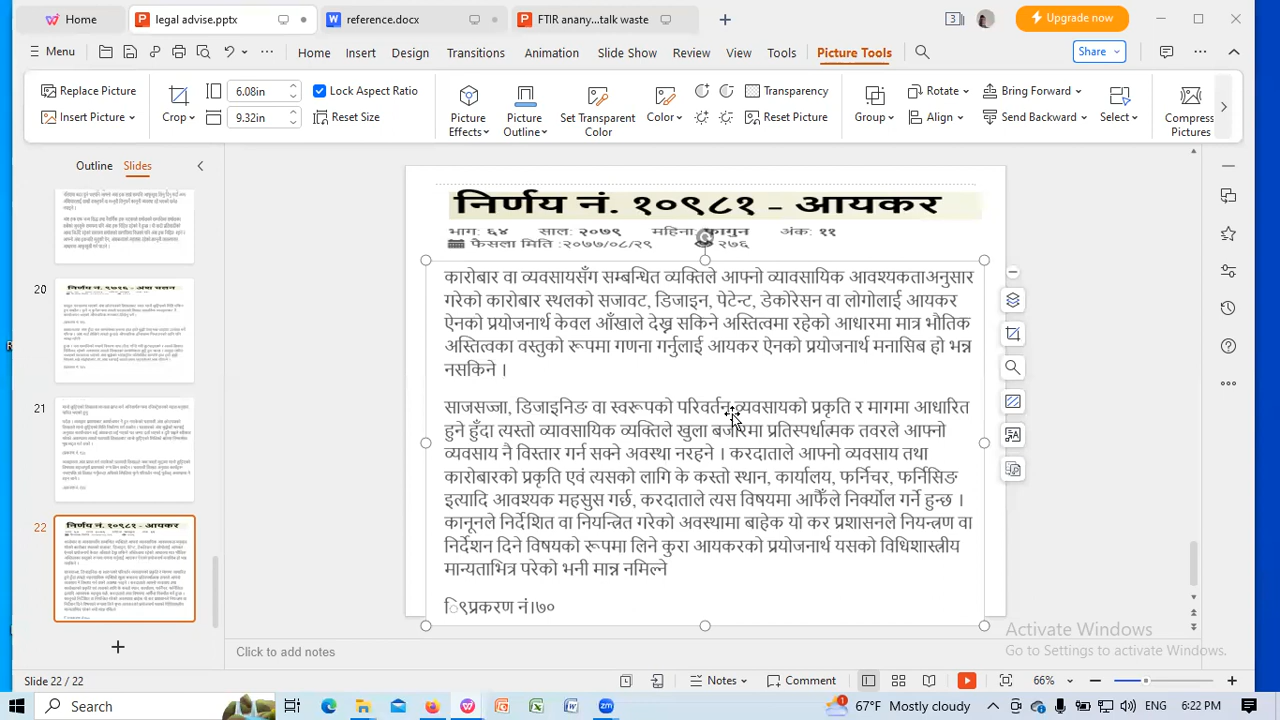 legal advise.pptx
reference.docx
FTIR analy...talk waste
Upgrade now
Menu
Home Insert Design Transitions Animation Slide Show Review View Tools Picture Tools
Share
Replace Picture
Insert Picture
Crop
6.08in
9.32in
Lock Aspect Ratio
Reset Size
Picture Effects
Picture Outline
Set Transparent Color
Color
Transparency
Reset Picture
Group
Rotate
Align
Bring Forward
Send Backward
Select
Compress Pictures
Outline Slides
20
21
22
निर्णय नं. १०९८१ - आयकर
भाग: ६४ साल: २०७९ महिना: फागुन अंक: ११
फैसला मिति :२०७७/०८/२९ २७६
कारोबार वा व्यवसायसँग सम्बन्धित व्यक्तिले आफ्नो व्यावसायिक आवश्यकताअनुसार
गरेको कारोबार स्थलको सजावट, डिजाइन, पेटेन्ट, डेकोरेसन वा लोगोलाई आयकर
ऐनको प्रयोजनार्थ केवल आँखाले देख्न सकिने अस्तित्वमा रहेको आधारमा मात्र भौतिक
अस्तित्वका वस्तुको रूपमा गणना गर्नुलाई आयकर ऐनको प्रयोजनार्थ मनासिब हो भन्न
नसकिने ।
साजसज्जा डिजाइनिङ वा स्वरूपको परिवर्तन व्यवसायको प्रकृति र मागमा आधारित
हुने हुँदा कस्तो व्यावसायिक व्यक्तिले खुला बजारमा प्रतिस्पर्धात्मक तवरले आफ्नो
व्यवसायनै विस्तार गर्न सक्ने अवस्था नरहने । करदाताले आफ्नो व्यवसाय तथा
कारोबारको प्रकृति एवं त्यसको लागि के कस्तो स्थान, कार्यालय, फर्निचर, फर्निसिङ
इत्यादि आवश्यक महसुस गर्छ, करदाताले त्यस विषयमा आफैँले निर्क्योल गर्ने हुन्छ ।
कानूनले निर्देशित वा नियन्त्रित गरेको अवस्थामा बाहेक यो कर प्रशासनले नियन्त्रण वा
निर्देशन दिने विषयको रूपमा लिने कुरा आयकरको प्रयोजनार्थ यसको विधिशास्त्रीय
मान्यताभित्र परेको भनी मान्न नमिल्ने
िप्रकरण नं।७०
Click to add notes
Activate Windows
Go to Settings to activate Windows.
Slide 22 / 22
Notes
Comment
66%
Search
67°F Mostly cloudy
6:22 PM